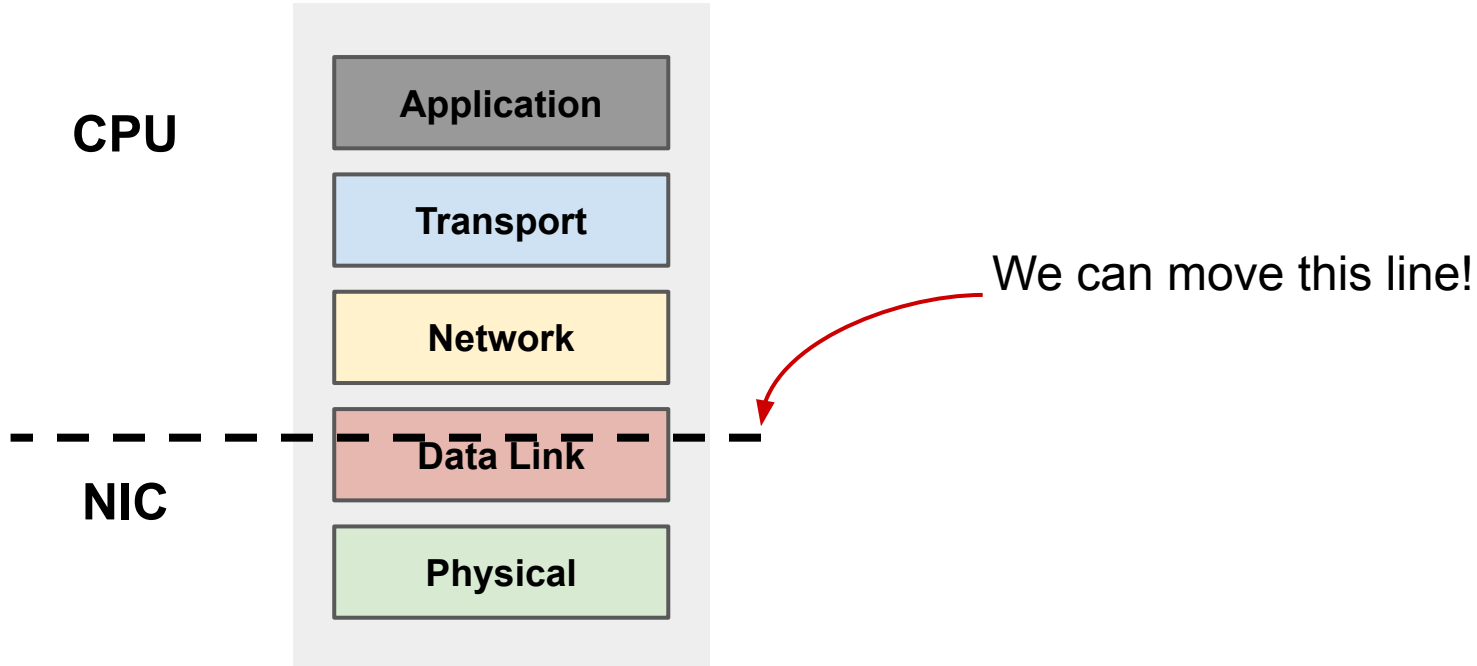 CPU
Application
Transport
We can move this line!
Network
Data Link
NIC
Physical